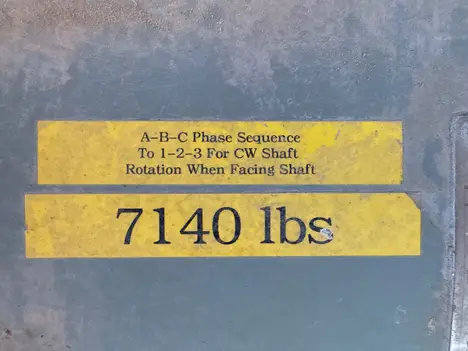 A-B-C Phase Sequence
To 1-2-3 For CW Shaft
Rotation When Facing Shaft
7140 lbs